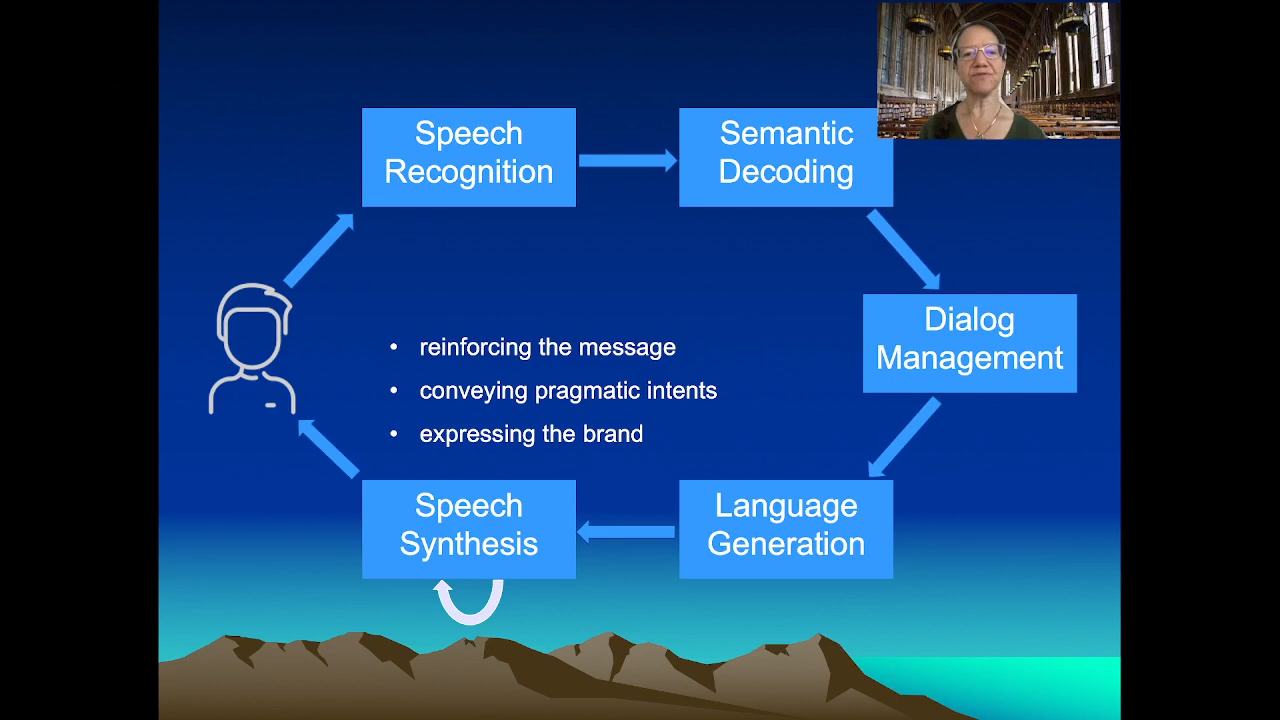 Speech
Recognition
Semantic
Decoding
Dialog
Management
• reinforcing the message
• conveying pragmatic intents
• expressing the brand
Speech
Synthesis
Language
Generation